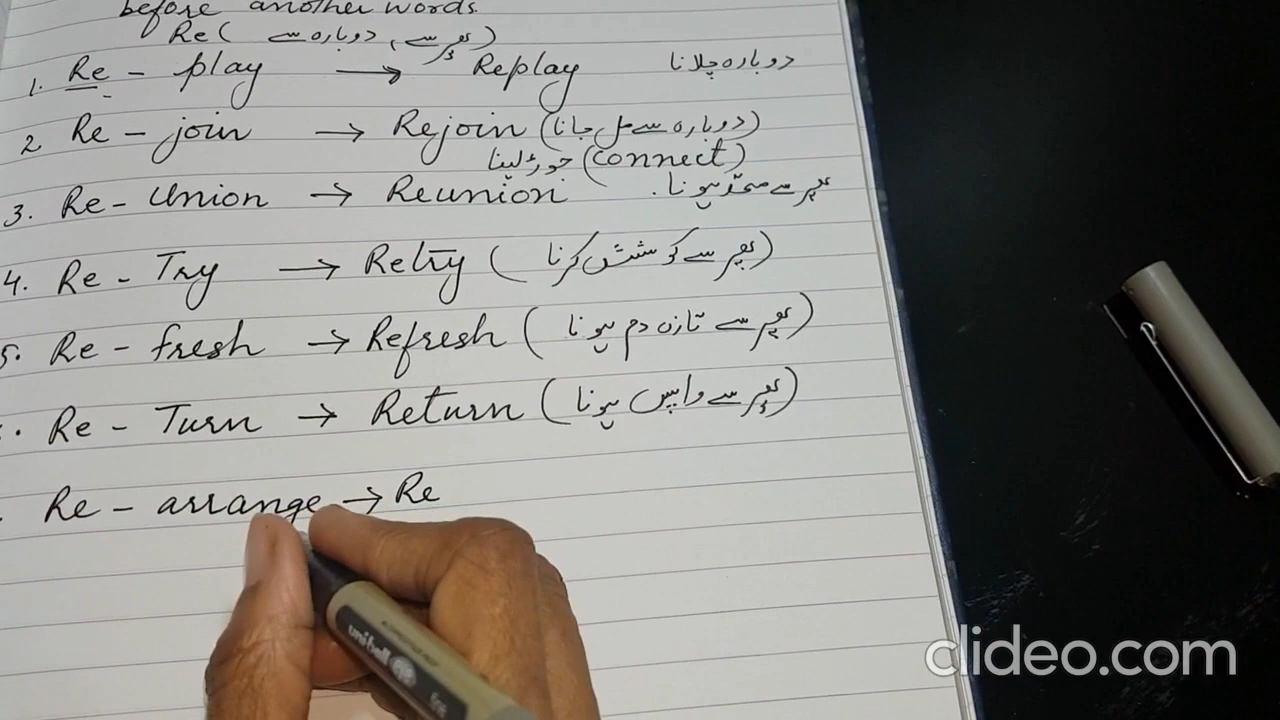 before another words.
Re ( دوبارہ سے, پھر سے )
1. Re - play → Replay دوبارہ چلانا
2 Re - join → Rejoin (دوبارہ سے مل جانا)
جوڑ لینا (connect)
3. Re - Union → Reunion پھر سے متحد ہونا.
4. Re - Try → Retry ( پھر سے کوشش کرنا )
5. Re - fresh → Refresh ( پھر سے تازہ دم ہونا )
. Re - Turn → Return ( پھر سے واپس ہونا )
. Re - arrange → Re
uniball
Eye
clideo.com